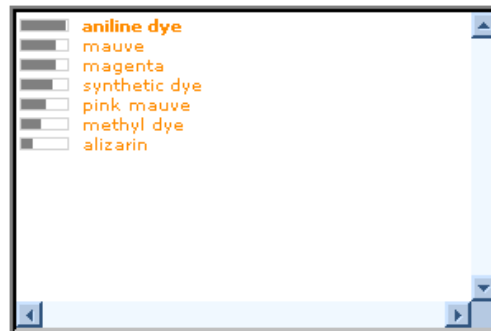 aniline dye
mauve
magenta
synthetic dye
pink mauve
methyl dye
alizarin